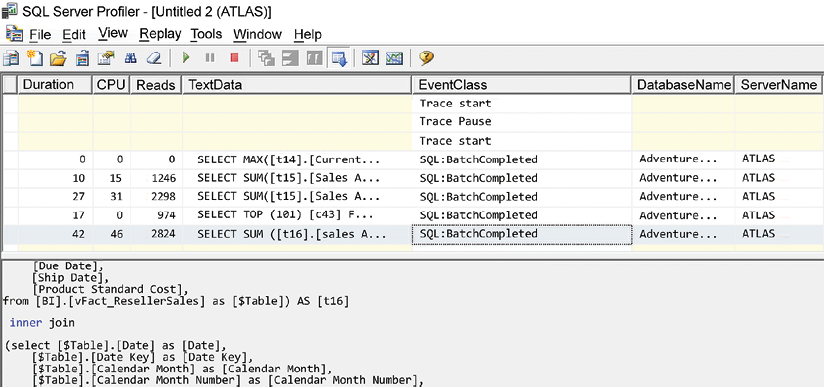 SQL Server Profiler - [Untitled 2 (ATLAS)]
File Edit View Replay Tools Window Help
Duration CPU Reads TextData EventClass DatabaseName ServerName
Trace start
Trace Pause
Trace start
0 0 0 SELECT MAX([t14].[Current... SQL:BatchCompleted Adventure... ATLAS
10 15 1246 SELECT SUM([t15].[Sales A... SQL:BatchCompleted Adventure... ATLAS
27 31 2298 SELECT SUM([t15].[Sales A... SQL:BatchCompleted Adventure... ATLAS
17 0 974 SELECT TOP (101) [c43] F... SQL:BatchCompleted Adventure... ATLAS
42 46 2824 SELECT SUM ([t16].[sales A... SQL:BatchCompleted Adventure... ATLAS
[Due Date],
[Ship Date],
[Product Standard Cost],
from [BI].[vFact_ResellerSales] as [$Table]) AS [t16]
inner join
(select [$Table].[Date] as [Date],
[$Table].[Date Key] as [Date Key],
[$Table].[Calendar Month] as [Calendar Month],
[$Table].[Calendar Month Number] as [Calendar Month Number],